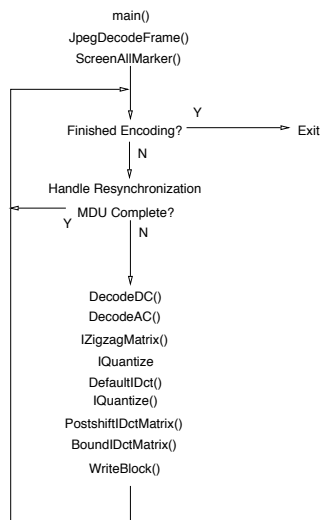 main()
JpegDecodeFrame()
ScreenAllMarker()
Y
Finished Encoding?
Exit
N
Handle Resynchronization
MDU Complete?
Y
N
DecodeDC()
DecodeAC()
IZigzagMatrix()
IQuantize
DefaultIDct()
IQuantize()
PostshiftIDctMatrix()
BoundIDctMatrix()
WriteBlock()